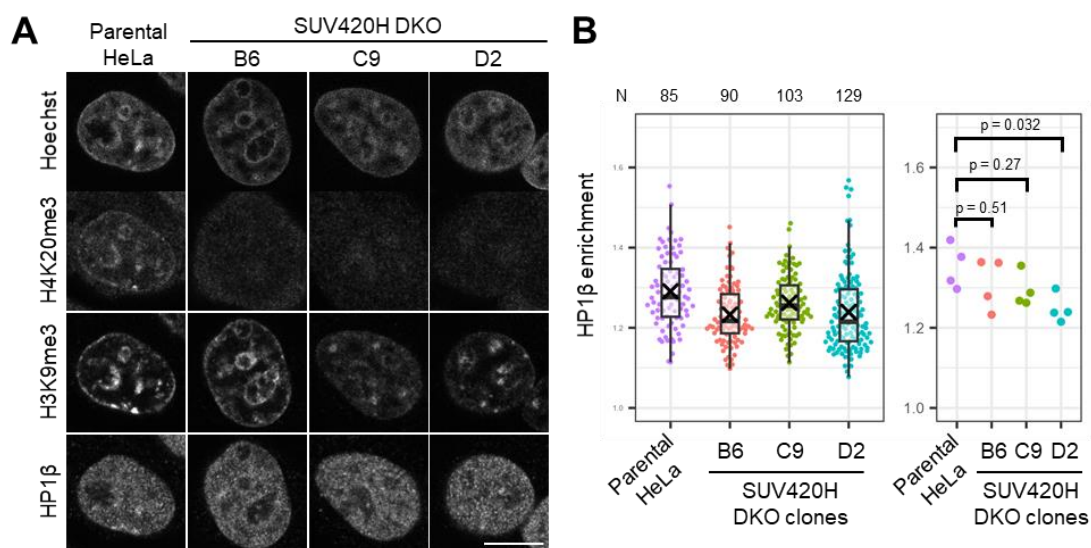 A
Parental
HeLa
SUV420H DKO
B6
C9
D2
Hoechst
H4K20me3
H3K9me3
HP1β
B
N
85
90
103
129
HP1β enrichment
1.6
1.4
1.2
1.0
Parental
HeLa
B6
C9
D2
SUV420H
DKO clones
p = 0.032
p = 0.27
p = 0.51
1.6
1.4
1.2
1.0
Parental
HeLa
B6
C9
D2
SUV420H
DKO clones